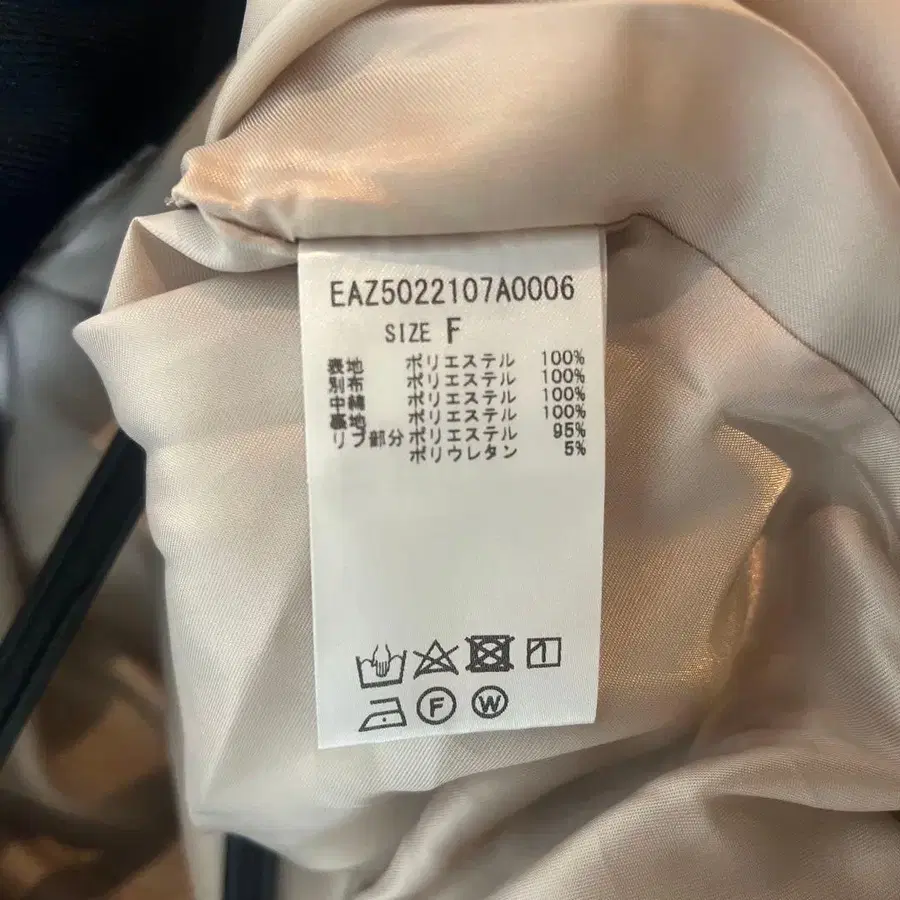 EAZ5022107A0006
SIZE F
表地 ポリエステル 100%
別布 ポリエステル 100%
中綿 ポリエステル 100%
裏地 ポリエステル 100%
リブ部分 ポリエステル 95%
ポリウレタン 5%
F W